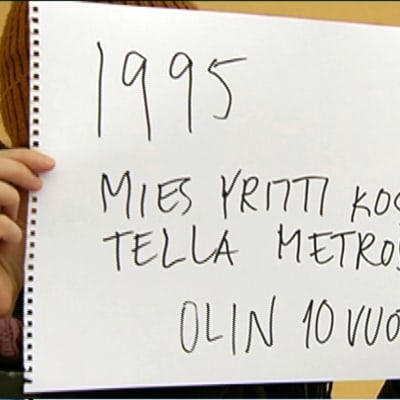 1995
MIES YRITTI KOS
TELLA METROS
OLIN 10 VUO